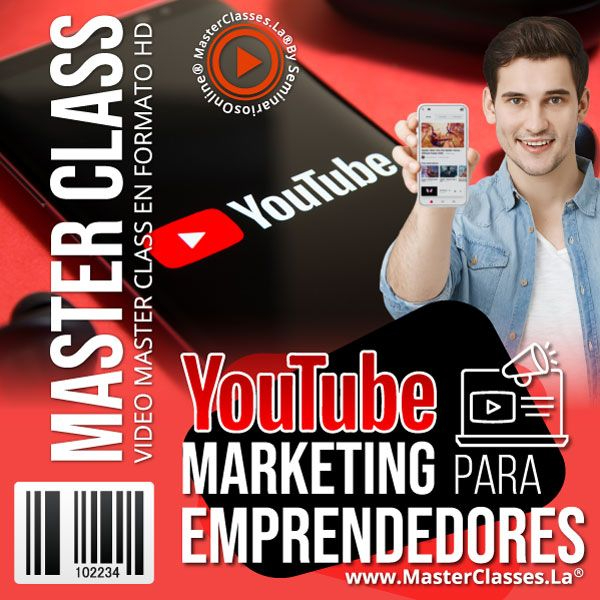 MASTER CLASS
VIDEO MASTER CLASS EN FORMATO HD
MasterClasses.La® By SeminariosOnline®
YouTube
YouTube
MARKETING PARA
EMPRENDEDORES
www.MasterClasses.La®
102234